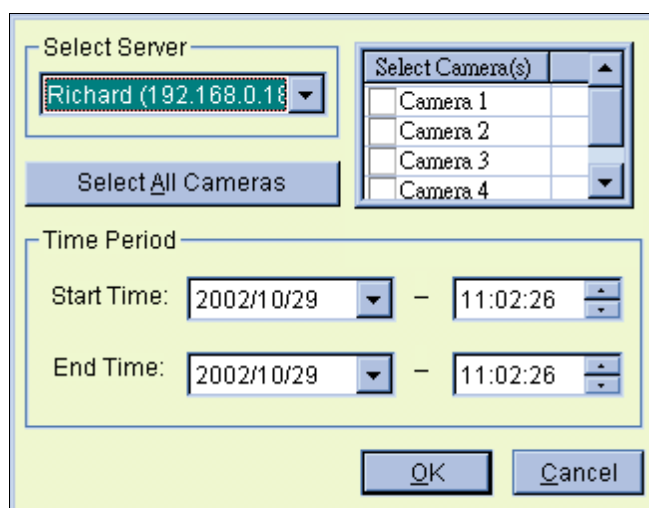 Select Server
Richard (192.168.0.18
Select All Cameras
Select Camera(s)
Camera 1
Camera 2
Camera 3
Camera 4
Time Period
Start Time: 2002/10/29 – 11:02:26
End Time: 2002/10/29 – 11:02:26
OK Cancel